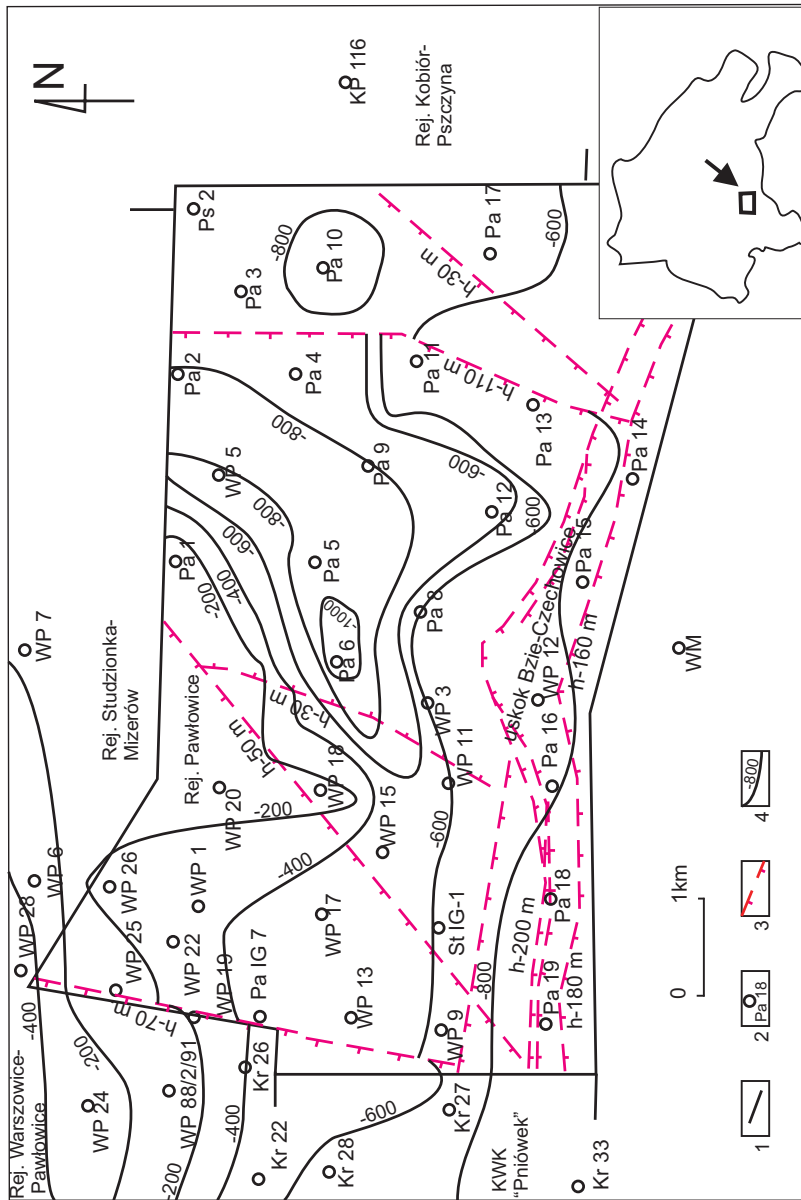 N
KP 116
Rej. Kobiór-
Pszczyna
Ps 2
Pa 3
-800
Pa 10
Pa 17
-600
h-30 m
Pa 2
Pa 4
Pa 11
h-110 m
Pa 13
Pa 14
-800
WP 5
Pa 9
-600
Pa 12
-600
-800
Pa 1
-600
-400
-200
Pa 5
-1000
Pa 6
Pa 8
Pa 15
uskok Bzie-Czechowice
WP 12
h-160 m
WM
WP 7
Rej. Studzionka-
Mizerów
Rej. Pawłowice
h-50 m
h-30 m
WP 3
WP 11
Pa 16
WP 20
WP 18
-200
WP 15
-400
-600
WP 6
WP 28
WP 26
WP 25
WP 1
WP 22
WP 19
WP 17
Pa IG 7
WP 13
St IG-1
-800
Pa 18
h-200 m
Pa 19
h-180 m
WP 9
-400
h-70 m
-200
Rej. Warszowice-
Pawłowice
WP 24
WP 88/2/91
-200
Kr 26
-400
Kr 22
Kr 28
-600
Kr 27
KWK
“Pniówek”
Kr 33
0
1km
1
2
Pa 18
3
4
-800